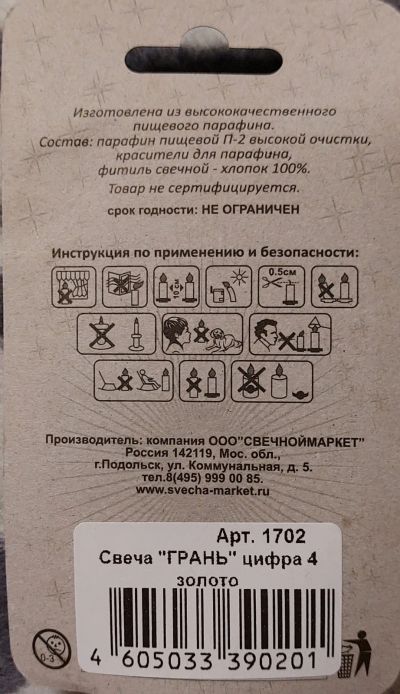 Изготовлена из высококачественного
пищевого парафина.
Состав: парафин пищевой П-2 высокой очистки,
красители для парафина,
фитиль свечной - хлопок 100%.
Товар не сертифицируется.
срок годности: НЕ ОГРАНИЧЕН
Инструкция по применению и безопасности:
10 см
0.5см
Производитель: компания ООО"СВЕЧНОЙМАРКЕТ"
Россия 142119, Мос. обл.,
г.Подольск, ул. Коммунальная, д. 5.
тел.8(495) 999 00 85.
www.svecha-market.ru
Арт. 1702
Свеча "ГРАНЬ" цифра 4
золото
4 605033 390201
0-3